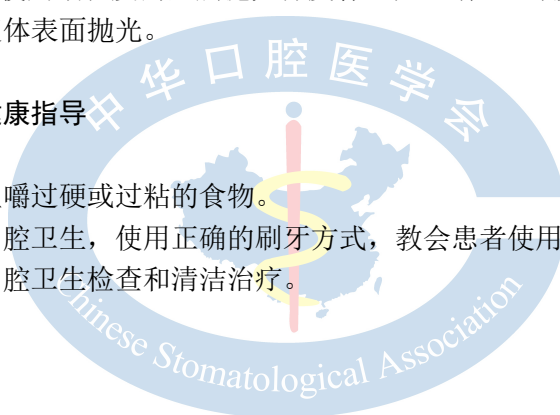 体表面抛光。
康指导
嚼过硬或过粘的食物。
腔卫生，使用正确的刷牙方式，教会患者使用
腔卫生检查和清洁治疗。
中华口腔医学会
Chinese Stomatological Association